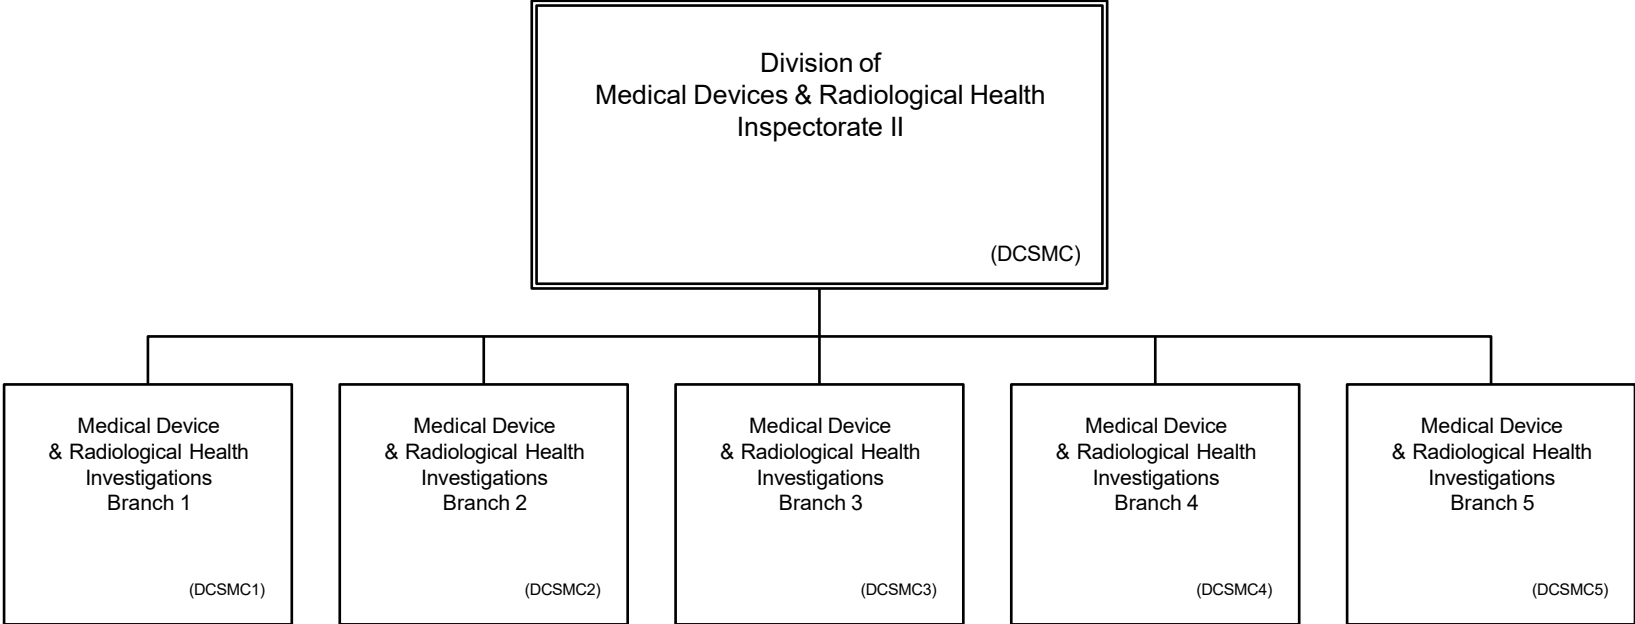 Division of
Medical Devices & Radiological Health
Inspectorate II
(DCSMC)
Medical Device
& Radiological Health
Investigations
Branch 1
(DCSMC1)
Medical Device
& Radiological Health
Investigations
Branch 2
(DCSMC2)
Medical Device
& Radiological Health
Investigations
Branch 3
(DCSMC3)
Medical Device
& Radiological Health
Investigations
Branch 4
(DCSMC4)
Medical Device
& Radiological Health
Investigations
Branch 5
(DCSMC5)